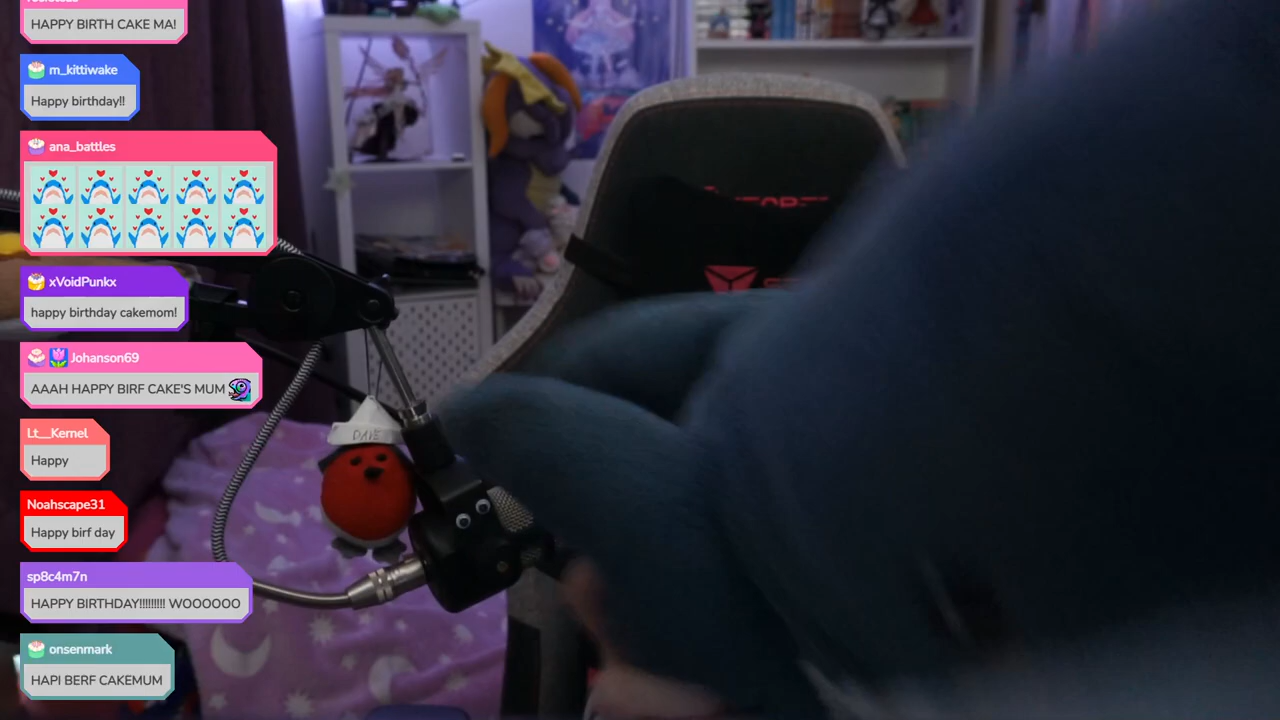 HAPPY BIRTH CAKE MA!
m_kittiwake
Happy birthday!!
ana_battles
xVoidPunkx
happy birthday cakemom!
Johanson69
AAAH HAPPY BIRF CAKE'S MUM
Lt__Kernel
Happy
Noahscape31
Happy birf day
sp8c4m7n
HAPPY BIRTHDAY!!!!!!!!! WOOOOOO
onsenmark
HAPI BERF CAKEMUM